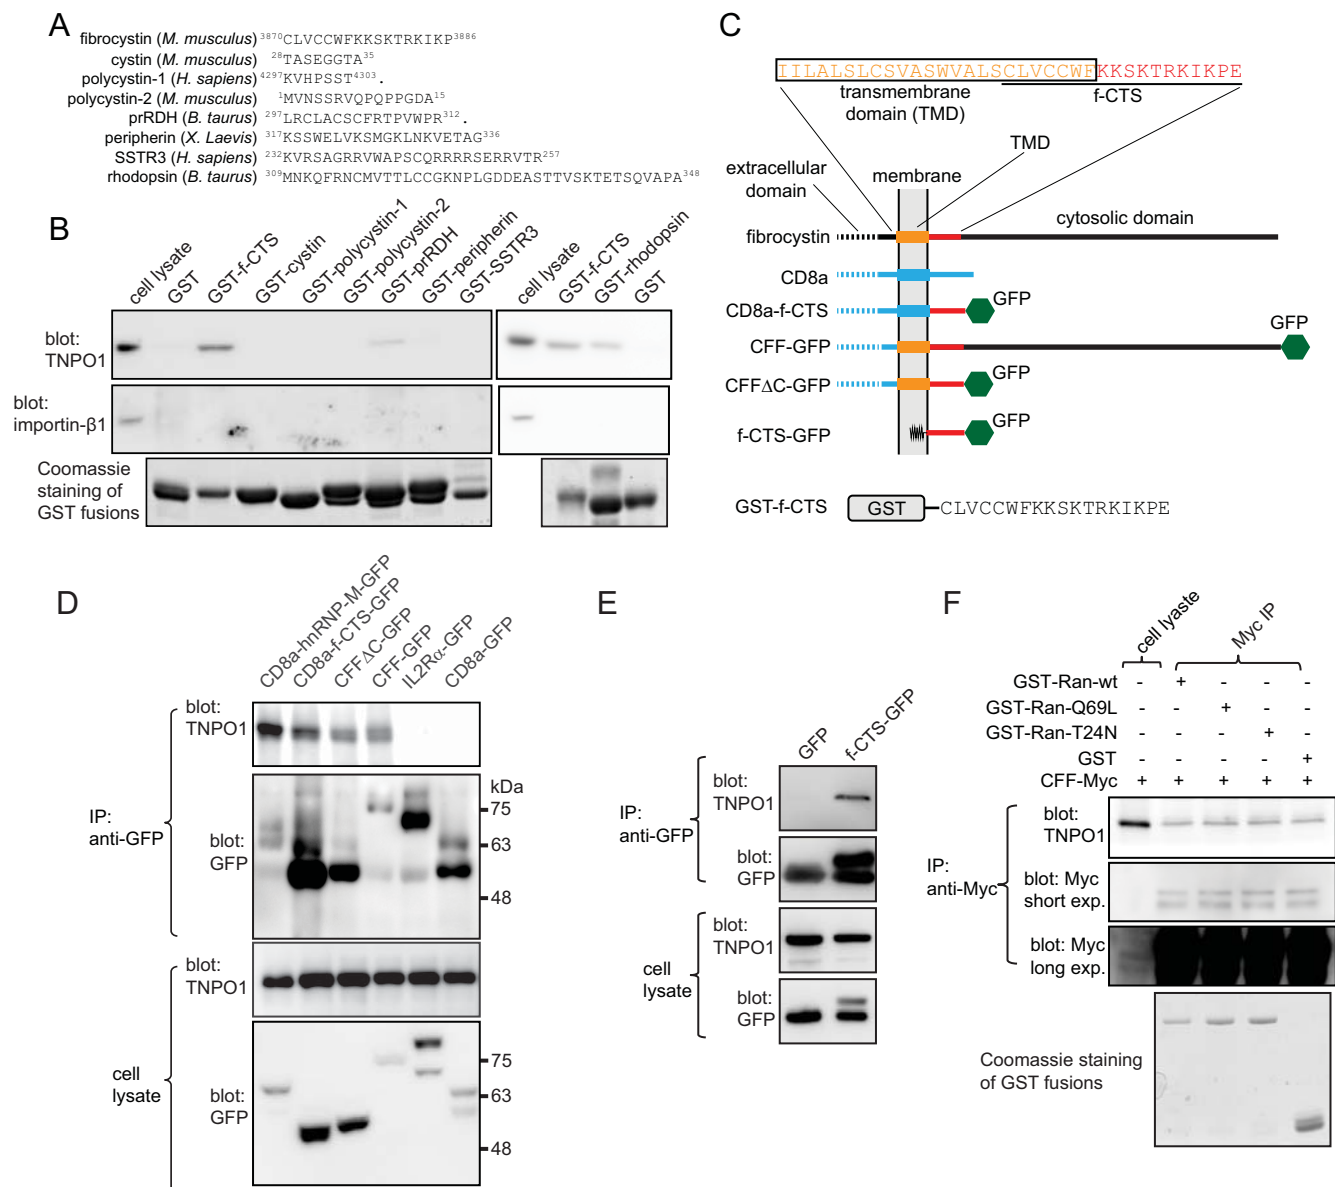 A
fibrocystin (M. musculus) 3870CLVCCWFKKSKTRKIKP3886
cystin (M. musculus) 28TASEGGTA35
polycystin-1 (H. sapiens) 4297KVHPSST4303.
polycystin-2 (M. musculus) 1MVNSSRVQPQPPGDA15
prRDH (B. taurus) 297LRCLACSCFRTPVWPR312.
peripherin (X. Laevis) 317KSSWELVKSMGKLNKVETAG336
SSTR3 (H. sapiens) 232KVRSAGRRVWAPSCQRRRRSERRVTR257
rhodopsin (B. taurus) 309MNKQFRNCMVTTLCCGKNPLGDDEASTTVSKTETSQVAPA348
B
cell lysate
GST
GST-f-CTS
GST-cystin
GST-polycystin-1
GST-polycystin-2
GST-prRDH
GST-peripherin
GST-SSTR3
cell lysate
GST-f-CTS
GST-rhodopsin
GST
blot:
TNPO1
blot:
importin-β1
Coomassie
staining of
GST fusions
C
IILALSLCSVASWVALSCLVCCWFKKSKTRKIKPE
transmembrane
domain (TMD)
f-CTS
TMD
extracellular
domain
membrane
cytosolic domain
fibrocystin
CD8a
CD8a-f-CTS
GFP
CFF-GFP
GFP
CFFΔC-GFP
GFP
f-CTS-GFP
GFP
GST-f-CTS
GST
CLVCCWFKKSKTRKIKPE
D
CD8a-hnRNP-M-GFP
CD8a-f-CTS-GFP
CFFΔC-GFP
CFF-GFP
IL2Rα-GFP
CD8a-GFP
IP:
anti-GFP
blot:
TNPO1
blot:
GFP
kDa
75
63
48
cell
lysate
blot:
TNPO1
blot:
GFP
75
63
48
E
GFP
f-CTS-GFP
IP:
anti-GFP
blot:
TNPO1
blot:
GFP
cell
lysate
blot:
TNPO1
blot:
GFP
F
cell lyaste
Myc IP
GST-Ran-wt - + - - -
GST-Ran-Q69L - - + - -
GST-Ran-T24N - - - + -
GST - - - - +
CFF-Myc + + + + +
IP:
anti-Myc
blot:
TNPO1
blot: Myc
short exp.
blot: Myc
long exp.
Coomassie staining
of GST fusions